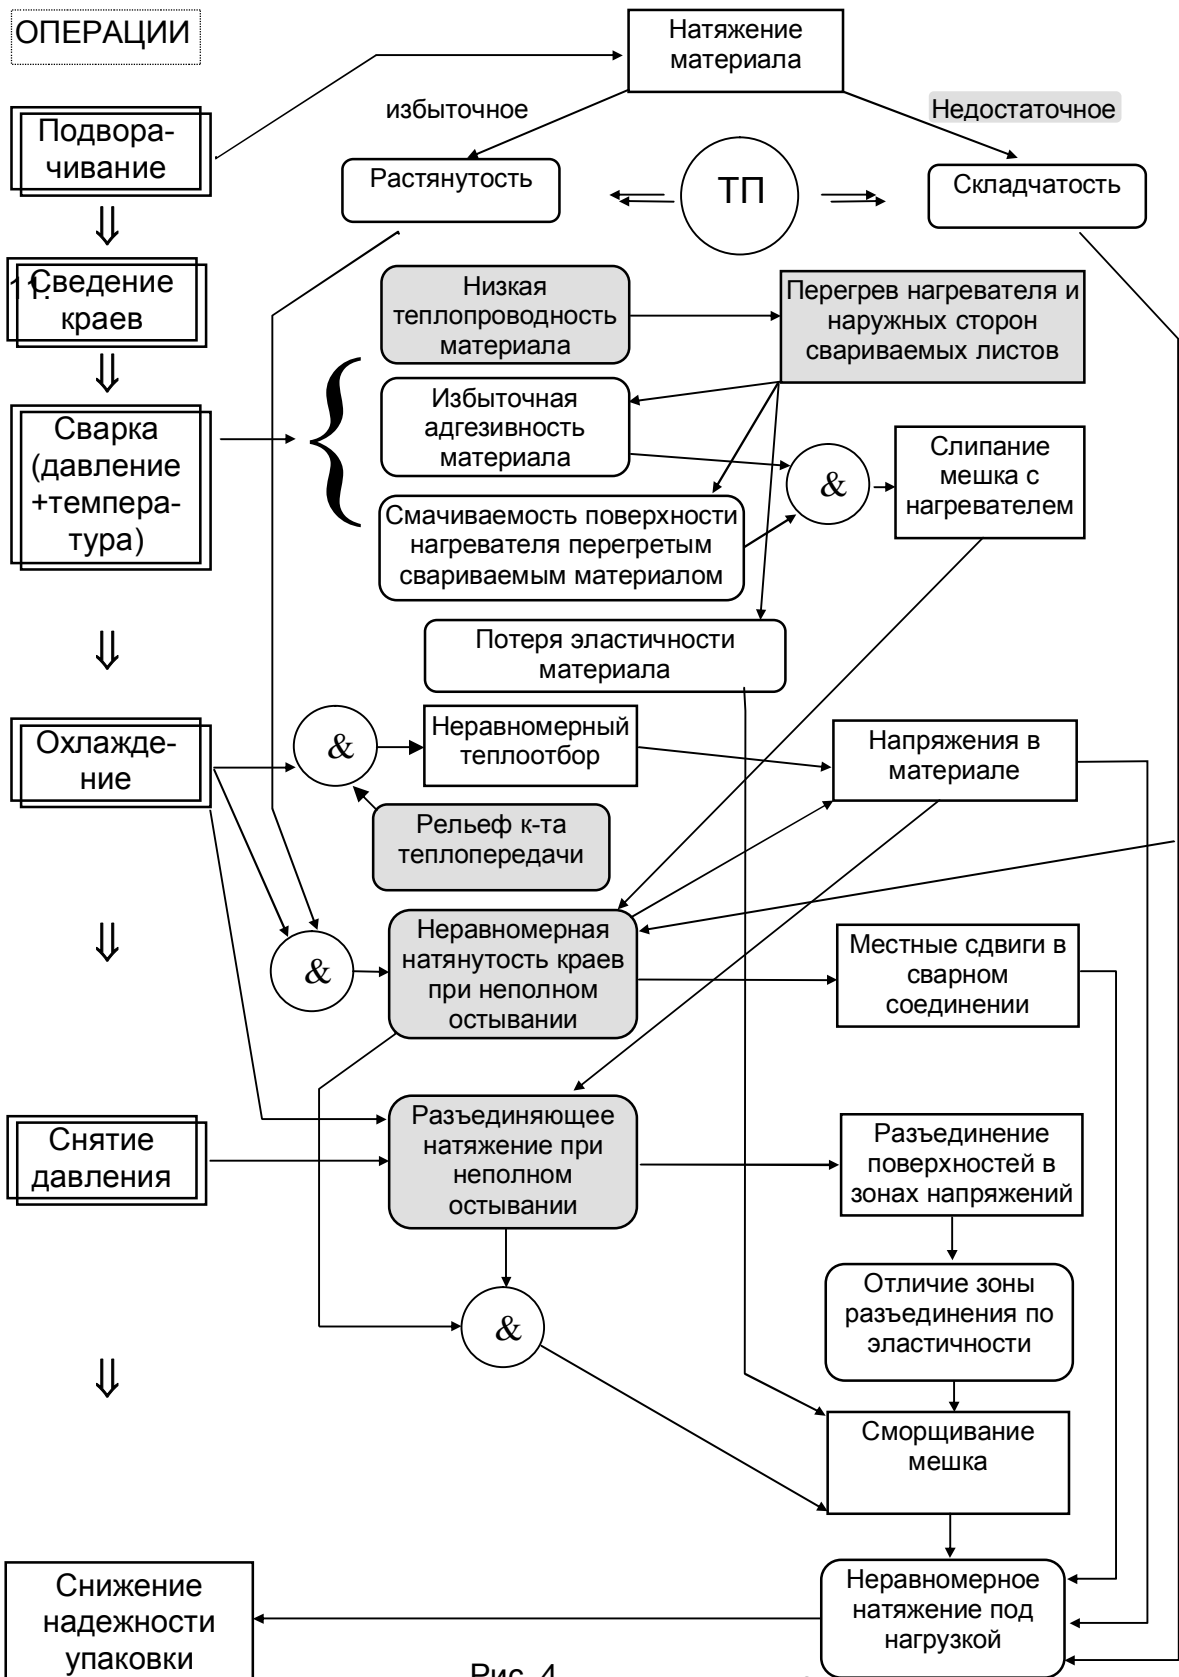 ОПЕРАЦИИ
Натяжение
материала
избыточное
Недостаточное
Подвора-
чивание
Растянутость
ТП
Складчатость
11.
Сведение
краев
Низкая
теплопроводность
материала
Перегрев нагревателя и
наружных сторон
свариваемых листов
Сварка
(давление
+темпера-
тура)
{
Избыточная
адгезивность
материала
&
Слипание
мешка с
нагревателем
Смачиваемость поверхности
нагревателя перегретым
свариваемым материалом
Потеря эластичности
материала
Охлажде-
ние
&
Неравномерный
теплоотбор
Напряжения в
материале
Рельеф к-та
теплопередачи
&
Неравномерная
натянутость краев
при неполном
остывании
Местные сдвиги в
сварном
соединении
Снятие
давления
Разъединяющее
натяжение при
неполном
остывании
Разъединение
поверхностей в
зонах напряжений
&
Отличие зоны
разъединения по
эластичности
Сморщивание
мешка
Снижение
надежности
упаковки
Неравномерное
натяжение под
нагрузкой
Рис. 4